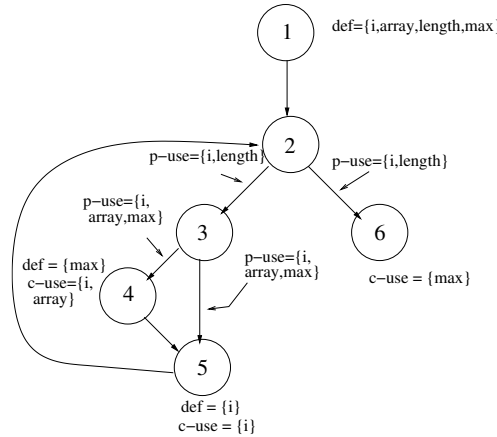 1
def={i,array,length,max}
2
p-use={i,length}
p-use={i,length}
p-use={i,
array,max}
3
6
p-use={i,
array,max}
c-use = {max}
def = {max}
c-use={i,
array}
4
5
def = {i}
c-use = {i}